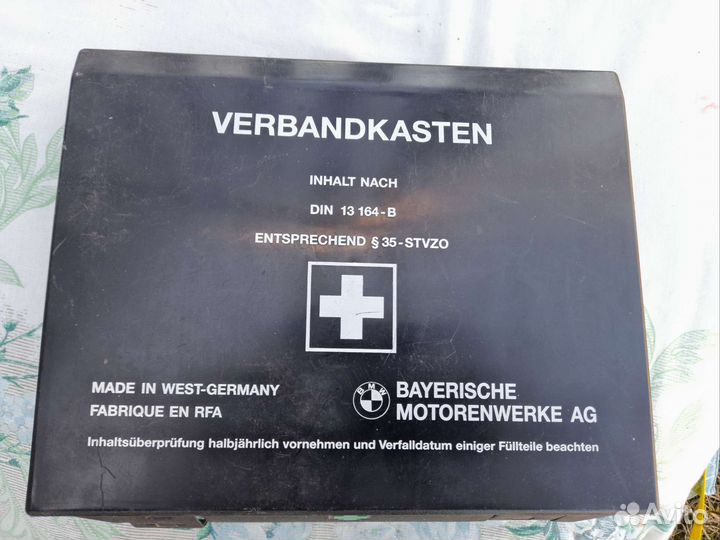 VERBANDKASTEN
INHALT NACH
DIN 13 164-B
ENTSPRECHEND § 35-STVZO
MADE IN WEST-GERMANY
FABRIQUE EN RFA
BMW
BAYERISCHE
MOTORENWERKE AG
Inhaltsüberprüfung halbjährlich vornehmen und Verfalldatum einiger Füllteile beachten
Avito